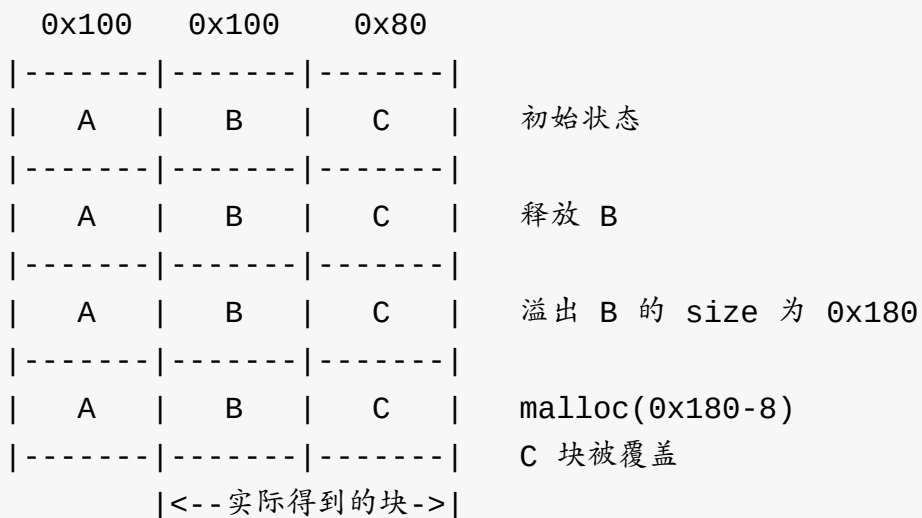 0x100 0x100 0x80
|-------|-------|-------|
| A | B | C | 初始状态
|-------|-------|-------|
| A | B | C | 释放 B
|-------|-------|-------|
| A | B | C | 溢出 B 的 size 为 0x180
|-------|-------|-------|
| A | B | C | malloc(0x180-8)
|-------|-------|-------| C 块被覆盖
|<--实际得到的块->|